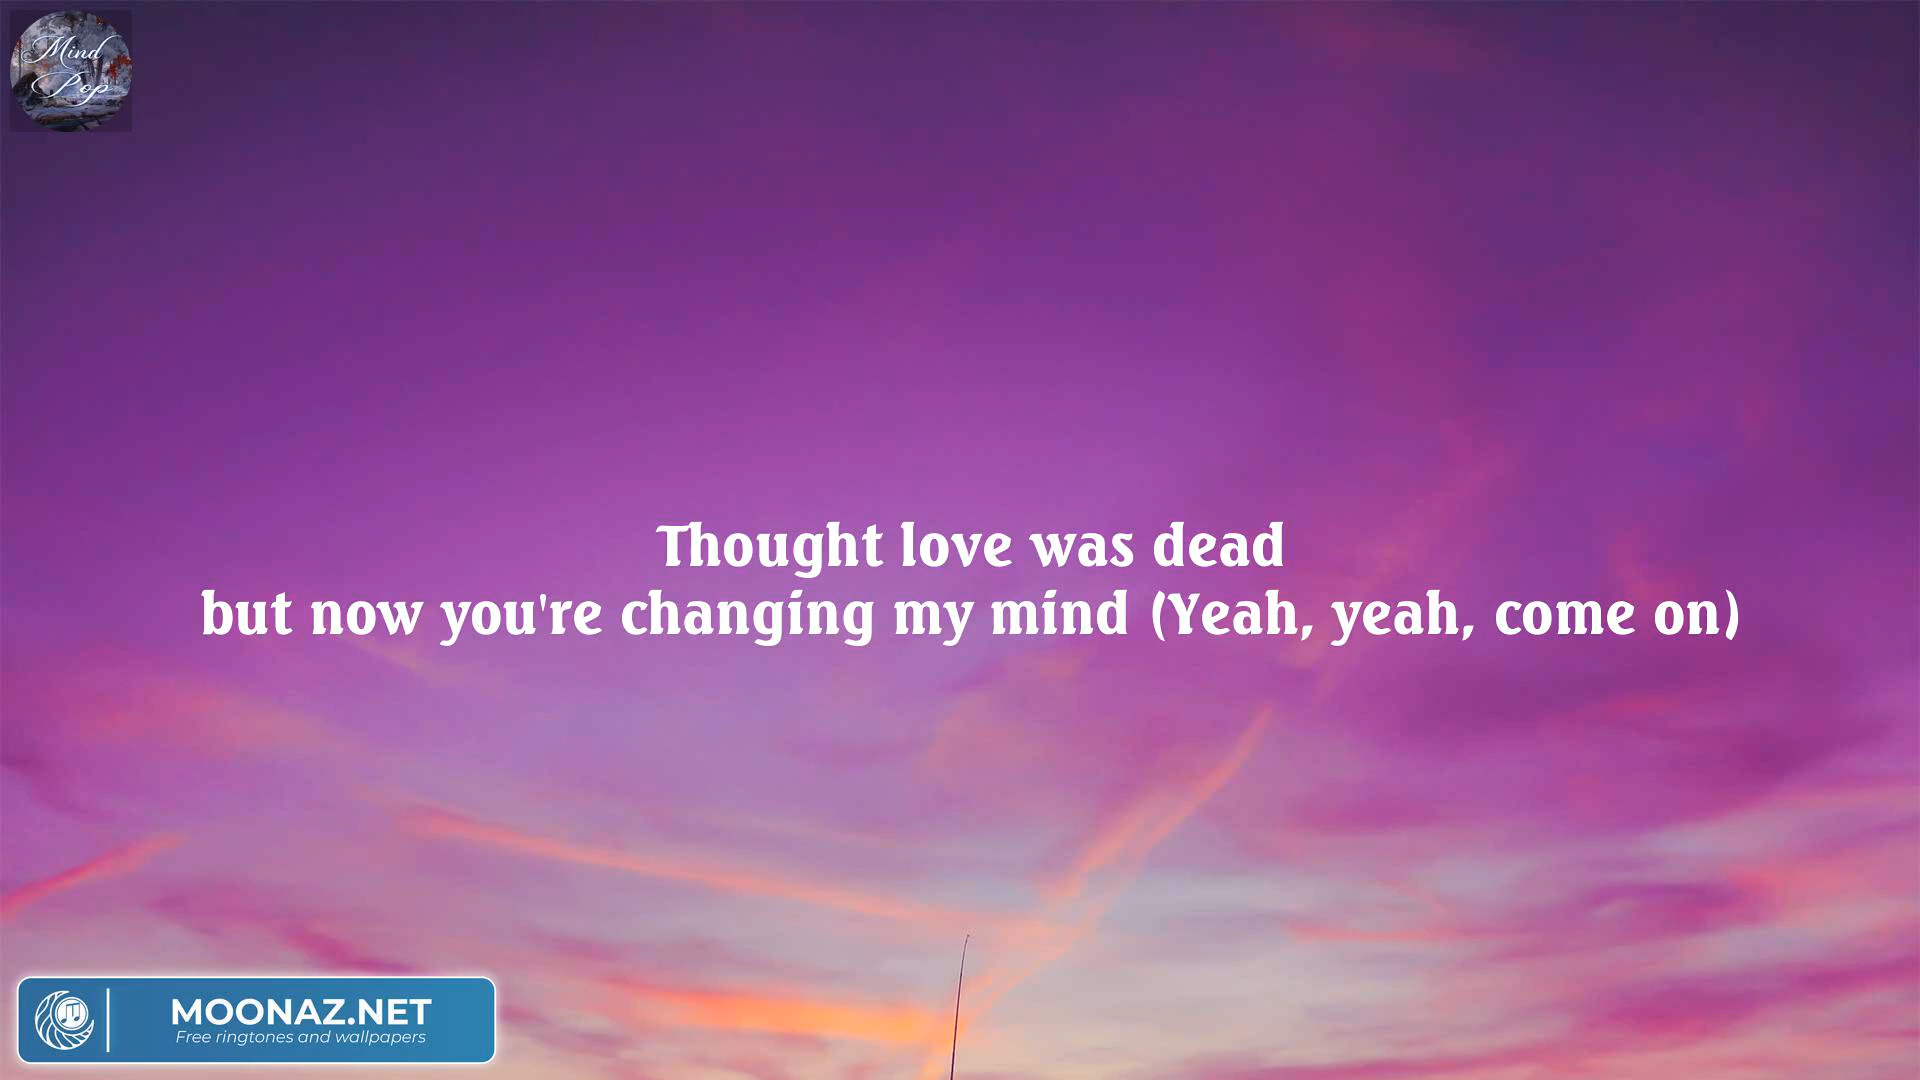 Mind
Pop
Thought love was dead
but now you're changing my mind (Yeah, yeah, come on)
MOONAZ.NET
Free ringtones and wallpapers